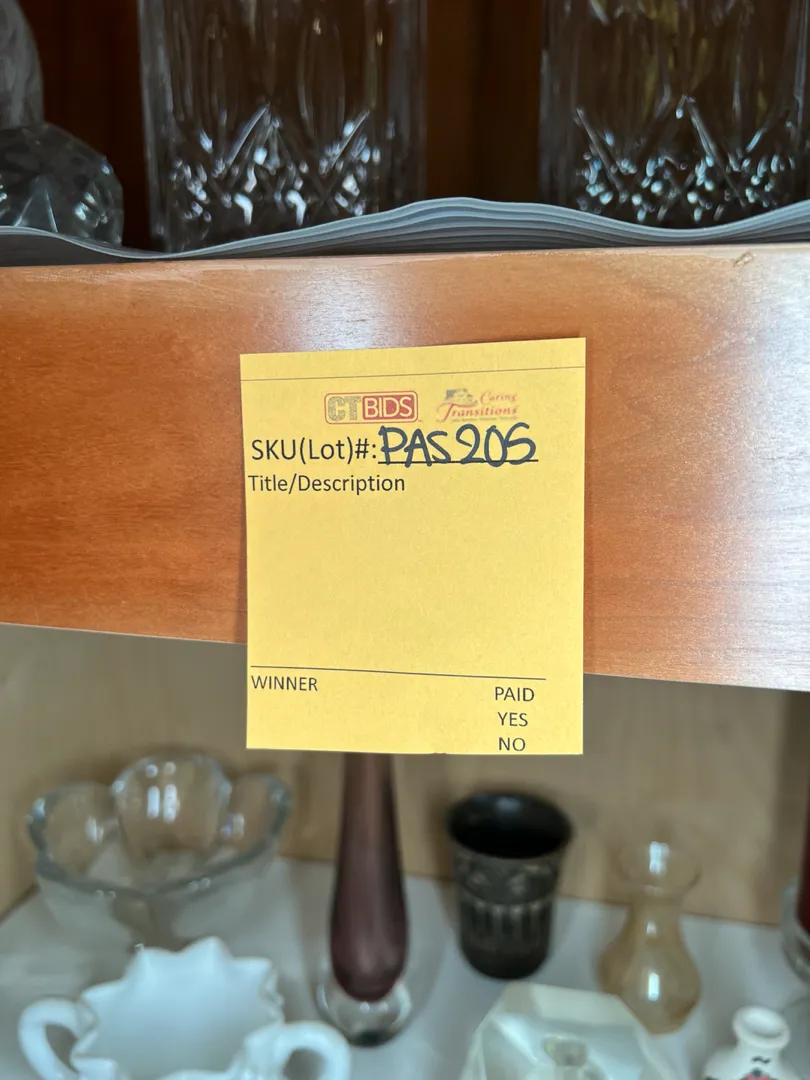 CTBIDS Caring Transitions
SKU(Lot)#: PAS205
Title/Description
WINNER
PAID
YES
NO